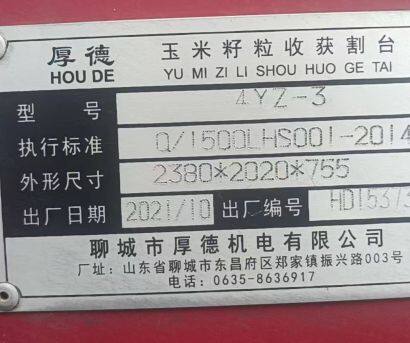 厚德 玉米籽粒收获割台
HOU DE YU MI ZI LI SHOU HUO GE TAI
型 号 4YZ-3
执行标准 Q/1500LHS001-2014
外形尺寸 2380*2020*755
出厂日期 2021/10 出厂编号 HD15373
聊城市厚德机电有限公司
厂址：山东省聊城市东昌府区郑家镇振兴路003号
电话：0635-8636917